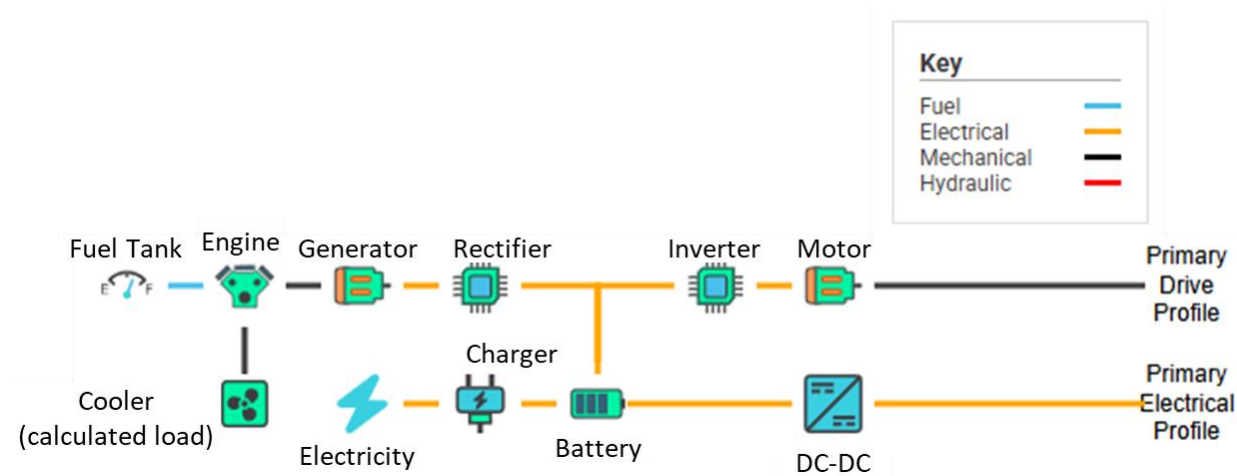 Key
Fuel
Electrical
Mechanical
Hydraulic
Fuel Tank
Engine
Generator
Rectifier
Inverter
Motor
Primary
Drive
Profile
E F
Charger
Cooler
(calculated load)
Electricity
Battery
DC-DC
Primary
Electrical
Profile